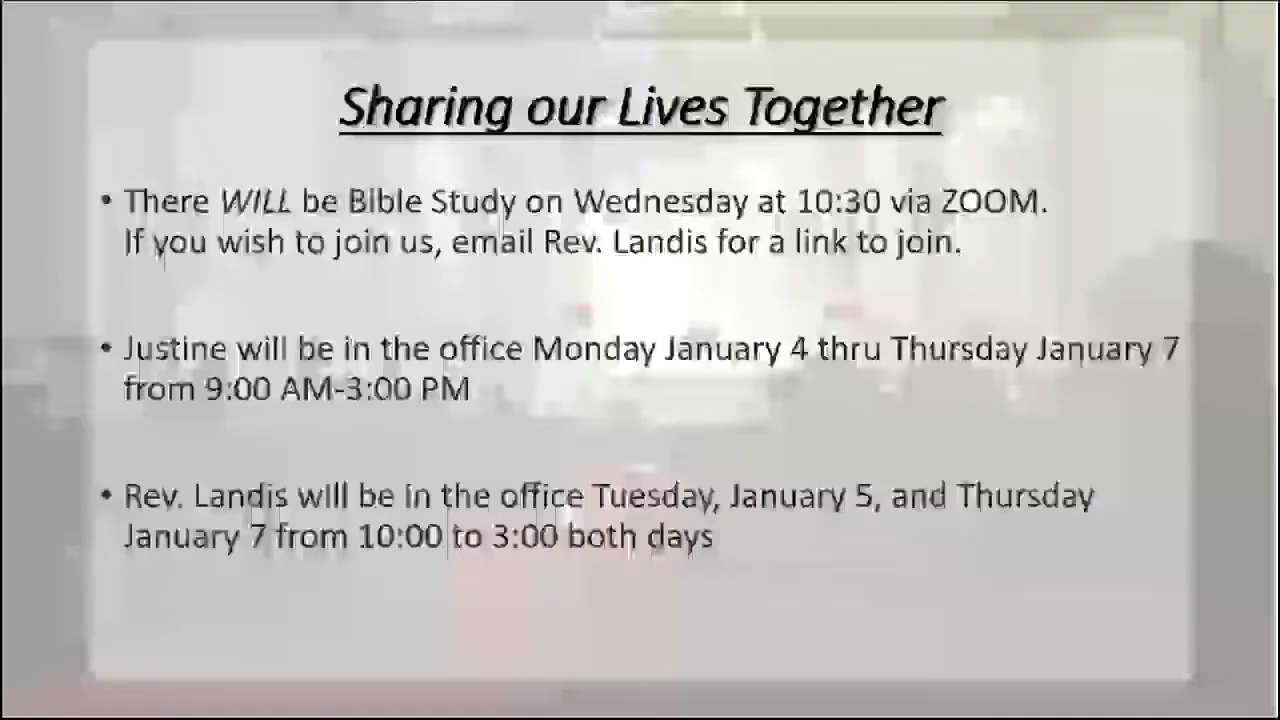 Sharing our Lives Together
• There WILL be Bible Study on Wednesday at 10:30 via ZOOM.
If you wish to join us, email Rev. Landis for a link to join.
• Justine will be in the office Monday January 4 thru Thursday January 7
from 9:00 AM-3:00 PM
• Rev. Landis will be in the office Tuesday, January 5, and Thursday
January 7 from 10:00 to 3:00 both days